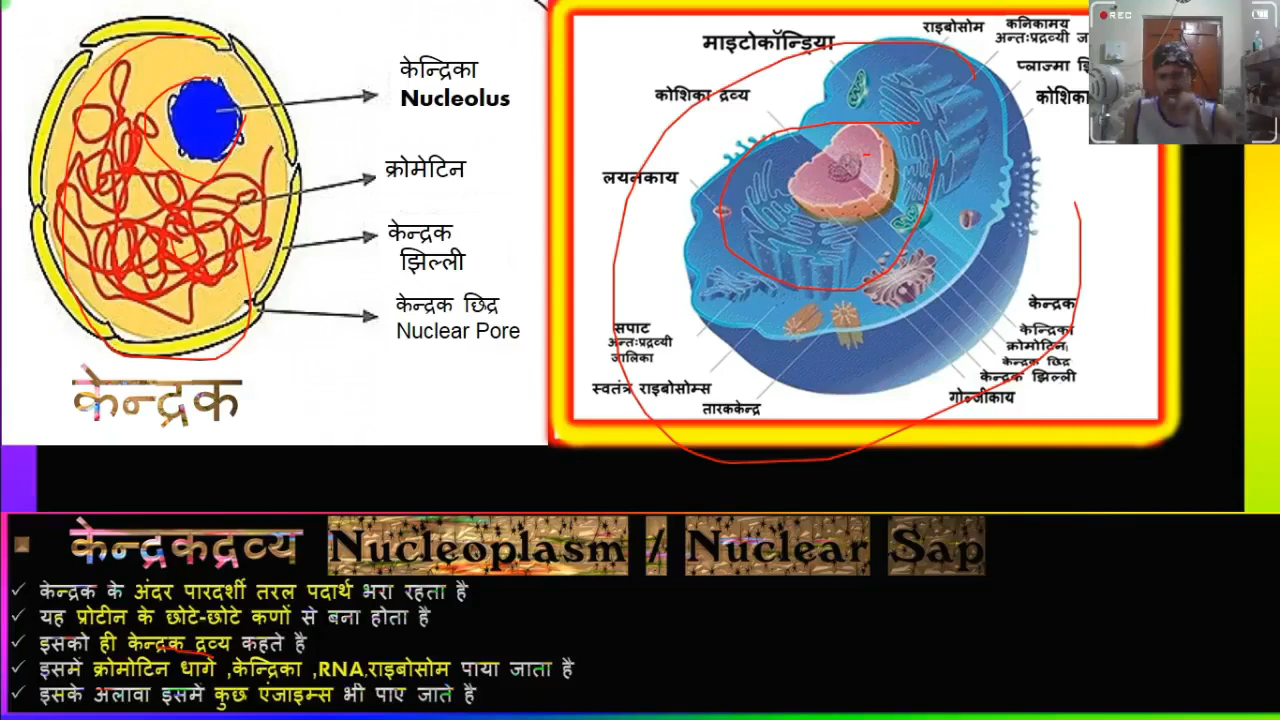 केन्द्रिका
Nucleolus
क्रोमेटिन
केन्द्रक
झिल्ली
केन्द्रक छिद्र
Nuclear Pore
केन्द्रक
माइटोकॉन्ड्रिया
राइबोसोम
कनिकामय
अन्तःप्रद्रव्यी
प्लाज्मा
कोशिका द्रव्य
लयनकाय
सपाट
अन्तःप्रद्रव्यी
जालिका
स्वतंत्र राइबोसोम्स
तारककेन्द्र
केन्द्रक
केन्द्रिका
क्रोमोटिन
केन्द्रक छिद्र
केन्द्रक झिल्ली
गोल्जीकाय
REC
केन्द्रकद्रव्य Nucleoplasm / Nuclear Sap
केन्द्रक के अंदर पारदर्शी तरल पदार्थ भरा रहता है
यह प्रोटीन के छोटे-छोटे कणों से बना होता है
इसको ही केन्द्रक द्रव्य कहते है
इसमें क्रोमोटिन धागे ,केन्द्रिका ,RNA,राइबोसोम पाया जाता है
इसके अलावा इसमें कुछ एंजाइम्स भी पाए जाते है